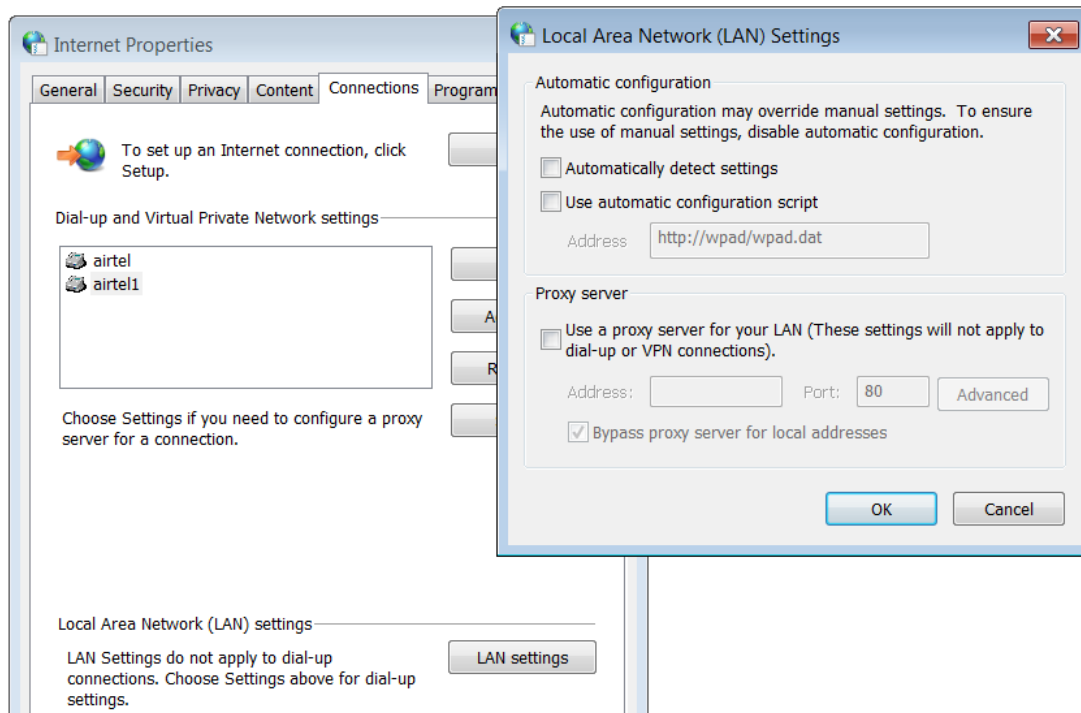 Internet Properties
General Security Privacy Content Connections Program
To set up an Internet connection, click
Setup.
Dial-up and Virtual Private Network settings
airtel
airtel1
A
R
Choose Settings if you need to configure a proxy
server for a connection.
Local Area Network (LAN) settings
LAN Settings do not apply to dial-up
connections. Choose Settings above for dial-up
settings.
LAN settings
Local Area Network (LAN) Settings
Automatic configuration
Automatic configuration may override manual settings. To ensure
the use of manual settings, disable automatic configuration.
Automatically detect settings
Use automatic configuration script
Address http://wpad/wpad.dat
Proxy server
Use a proxy server for your LAN (These settings will not apply to
dial-up or VPN connections).
Address: Port: 80 Advanced
Bypass proxy server for local addresses
OK Cancel